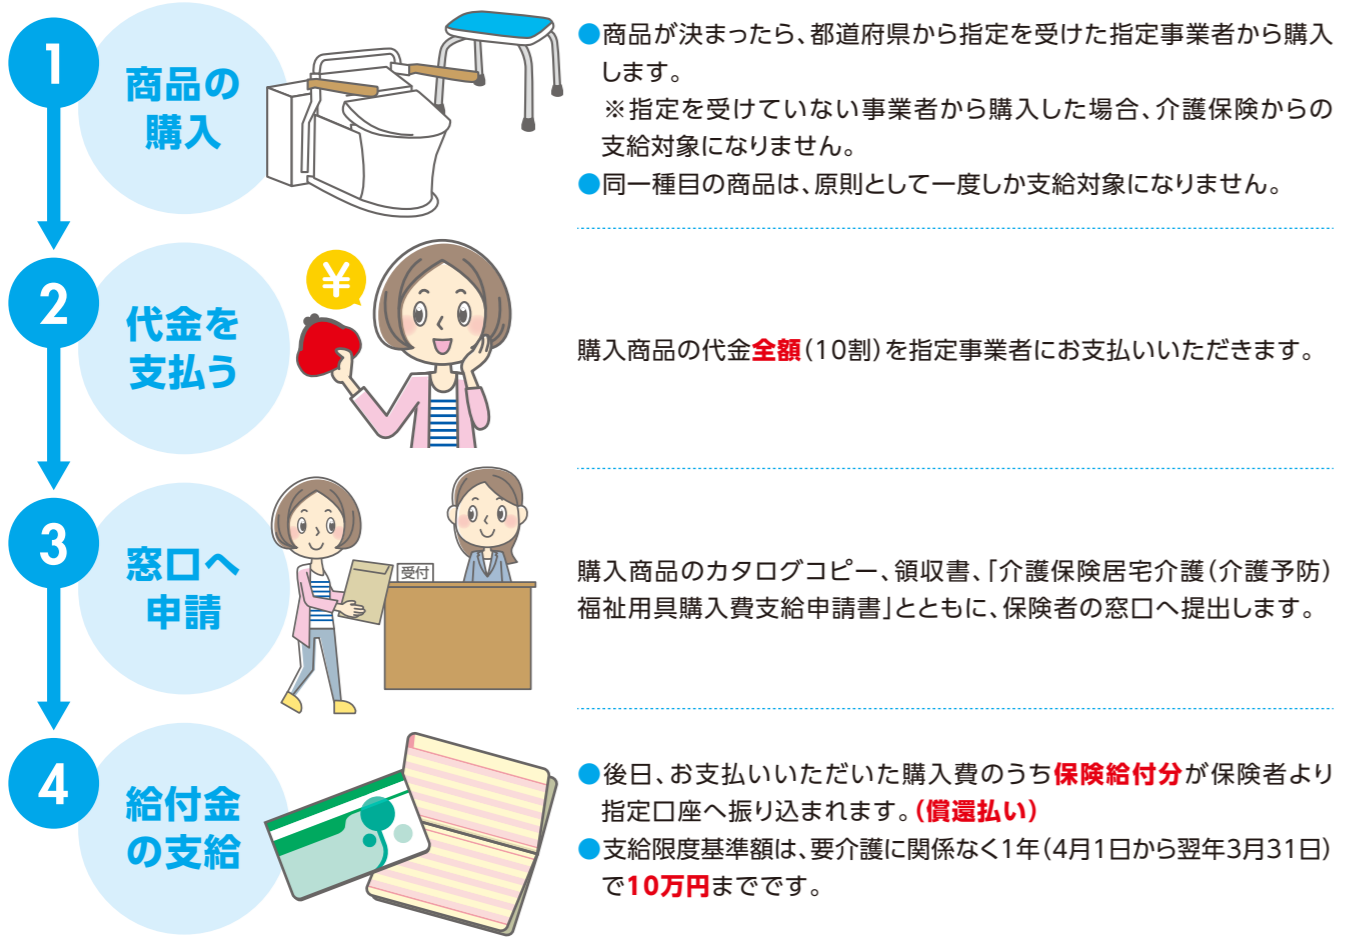 1
商品の
購入
●商品が決まったら、都道府県から指定を受けた指定事業者から購入
します。
※指定を受けていない事業者から購入した場合、介護保険からの
支給対象になりません。
●同一種目の商品は、原則として一度しか支給対象になりません。
2
代金を
支払う
¥
購入商品の代金全額(10割)を指定事業者にお支払いいただきます。
3
窓口へ
申請
受付
購入商品のカタログコピー、領収書、「介護保険居宅介護(介護予防)
福祉用具購入費支給申請書」とともに、保険者の窓口へ提出します。
4
給付金
の支給
●後日、お支払いいただいた購入費のうち保険給付分が保険者より
指定口座へ振り込まれます。(償還払い)
●支給限度基準額は、要介護に関係なく1年(4月1日から翌年3月31日)
で10万円までです。